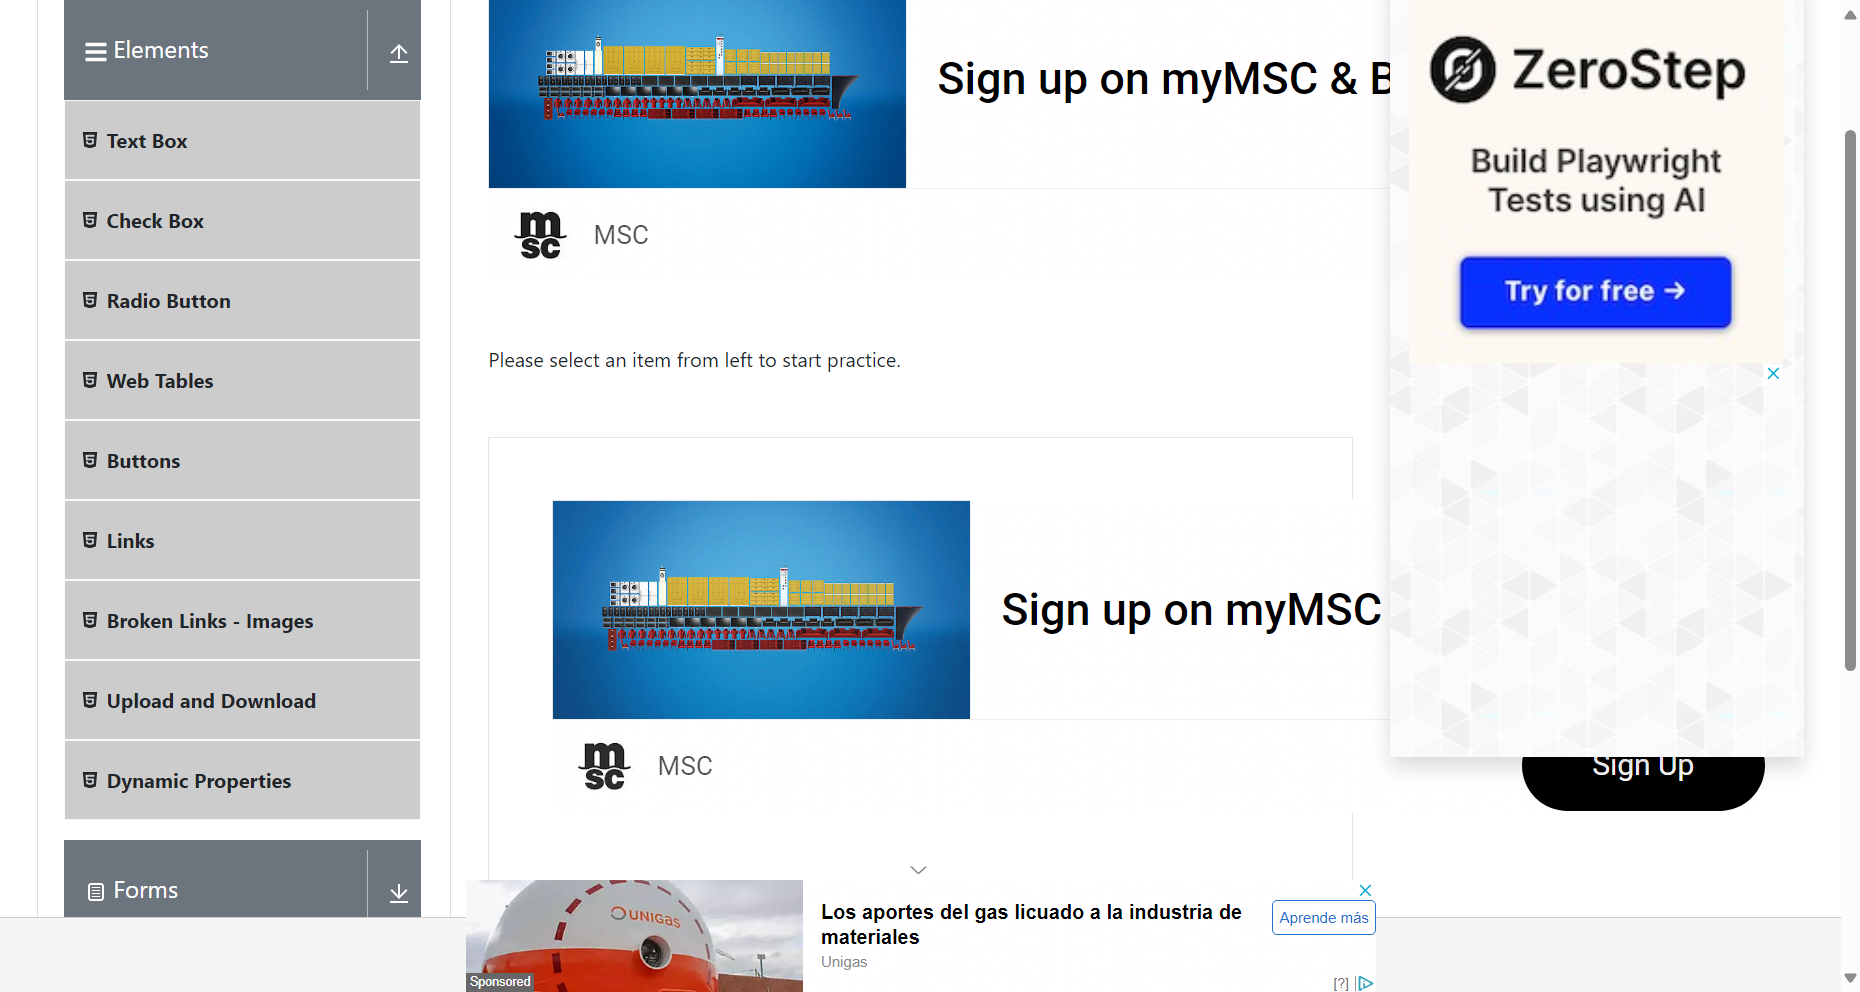 Elements
Text Box
Check Box
Radio Button
Web Tables
Buttons
Links
Broken Links - Images
Upload and Download
Dynamic Properties
Forms
Sign up on myMSC & B
msc
MSC
Please select an item from left to start practice.
Sign up on myMSC
msc
MSC
Sign Up
ZeroStep
Build Playwright
Tests using AI
Try for free →
UNIGAS
Sponsored
Los aportes del gas licuado a la industria de
materiales
Unigas
Aprende más
[?]